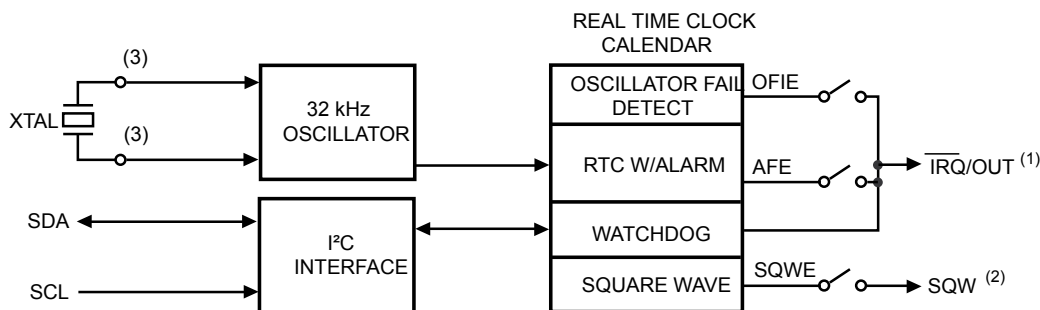 REAL TIME CLOCK
CALENDAR
(3)
XTAL
(3)
32 kHz
OSCILLATOR
OSCILLATOR FAIL
DETECT
OFIE
RTC W/ALARM
AFE
IRQ/OUT (1)
SDA
SCL
I²C
INTERFACE
WATCHDOG
SQUARE WAVE
SQWE
SQW (2)